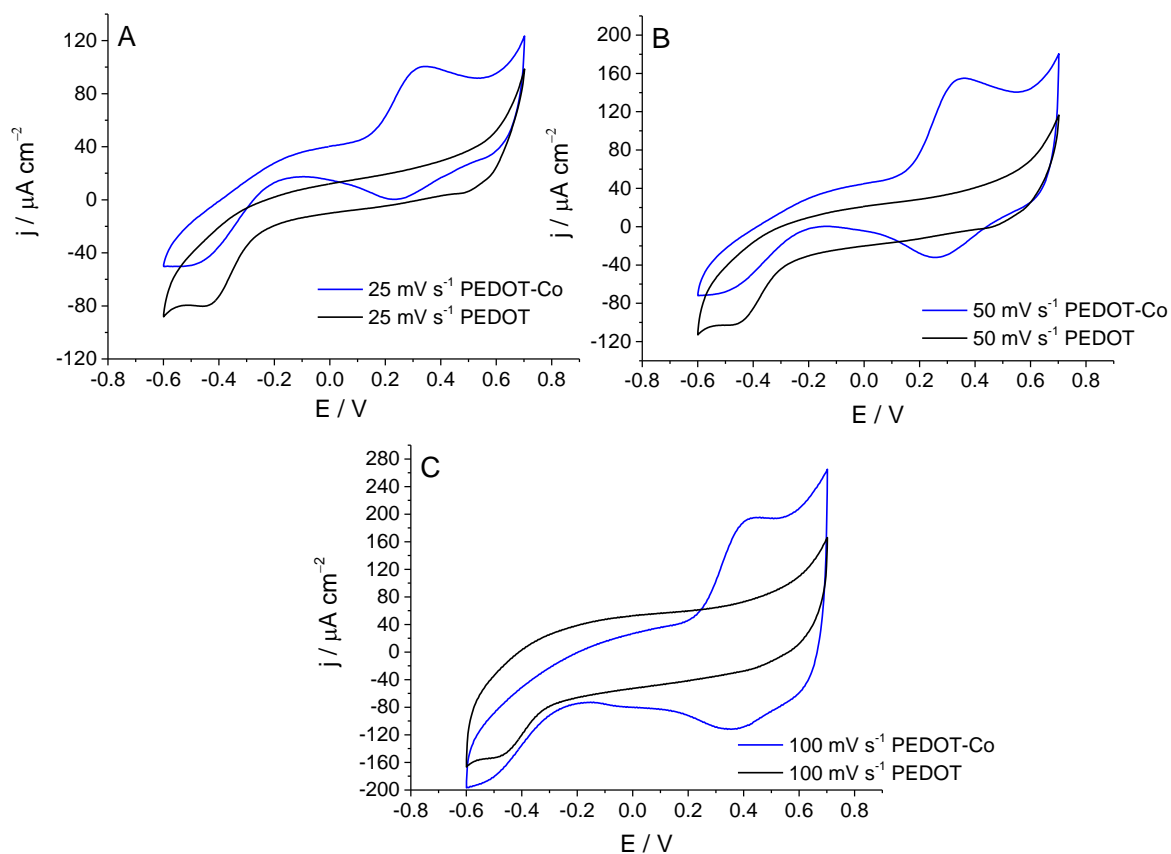 A
120
80
40
0
-40
-80
-120
j / μA cm⁻²
-0.8 -0.6 -0.4 -0.2 0.0 0.2 0.4 0.6 0.8
E / V
25 mV s⁻¹ PEDOT-Co
25 mV s⁻¹ PEDOT
B
200
160
120
80
40
0
-40
-80
-120
j / μA cm⁻²
-0.8 -0.6 -0.4 -0.2 0.0 0.2 0.4 0.6 0.8
E / V
50 mV s⁻¹ PEDOT-Co
50 mV s⁻¹ PEDOT
C
280
240
200
160
120
80
40
0
-40
-80
-120
-160
-200
j / μA cm⁻²
-0.8 -0.6 -0.4 -0.2 0.0 0.2 0.4 0.6 0.8
E / V
100 mV s⁻¹ PEDOT-Co
100 mV s⁻¹ PEDOT